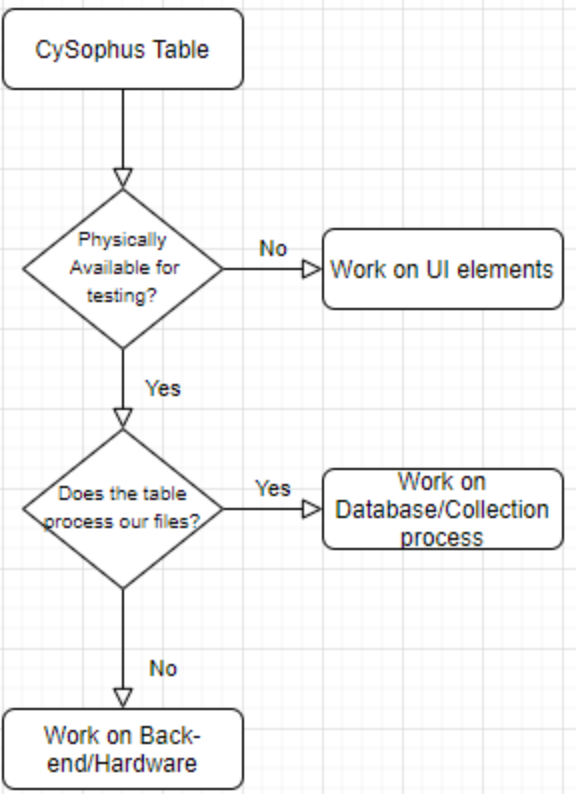 CySophus Table
Physically
Available for
testing?
No
Work on UI elements
Yes
Does the table
process our files?
Yes
Work on
Database/Collection
process
No
Work on Back-
end/Hardware